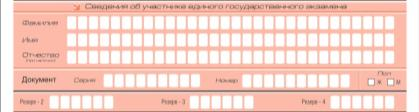 Сведения об участнике единого государственного экзамена
Фамилия
Имя
Отчество
Документ Серия Номер Пол
Ж М
Резерв - 2 Резерв - 3 Резерв - 4